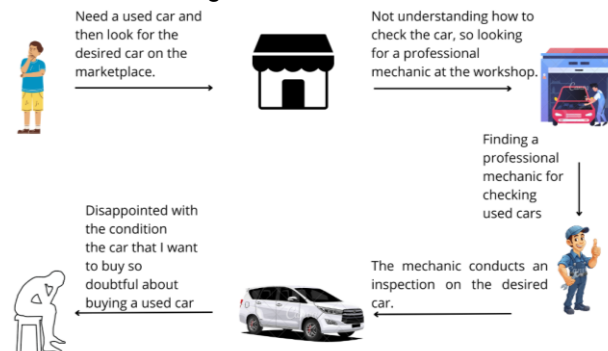 Need a used car and
then look for the
desired car on the
marketplace.
Not understanding how to
check the car, so looking
for a professional
mechanic at the workshop.
Finding a
professional
mechanic for
checking
used cars
The mechanic conducts an
inspection on the desired
car.
Disappointed with
the condition
the car that I want
to buy so
doubtful about
buying a used car